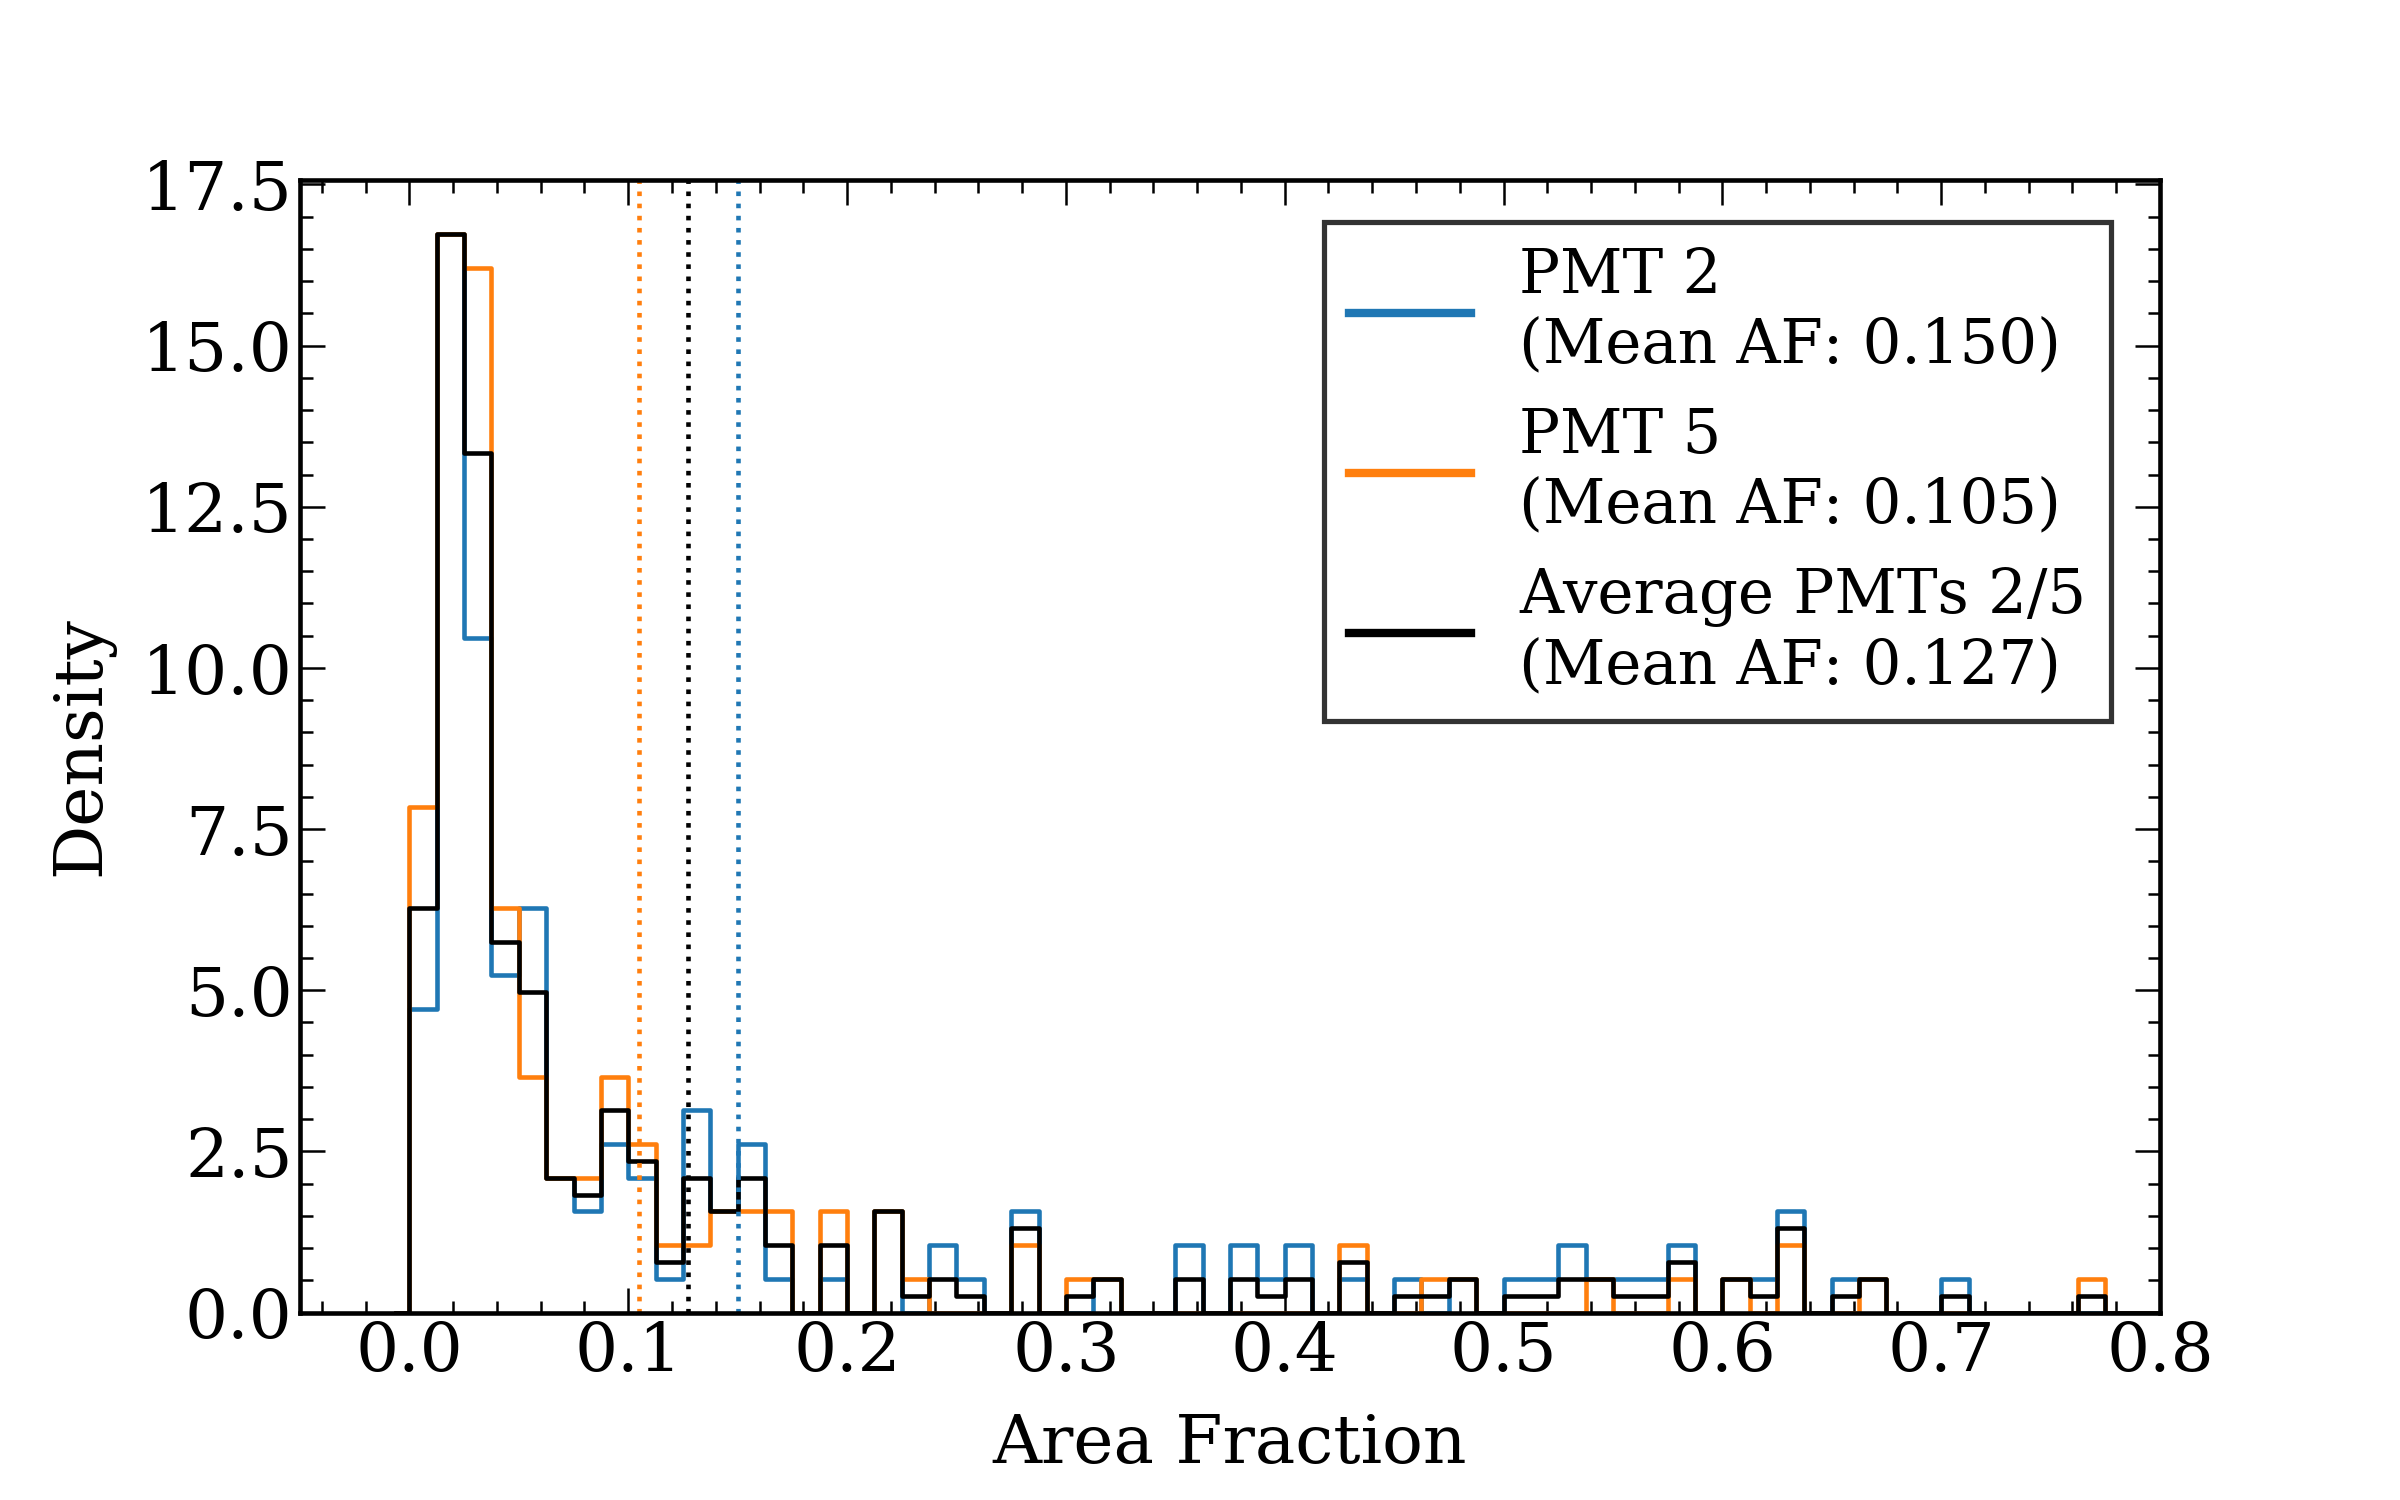 17.5
15.0
12.5
10.0
7.5
5.0
2.5
0.0
Density
PMT 2
(Mean AF: 0.150)
PMT 5
(Mean AF: 0.105)
Average PMTs 2/5
(Mean AF: 0.127)
0.0 0.1 0.2 0.3 0.4 0.5 0.6 0.7 0.8
Area Fraction